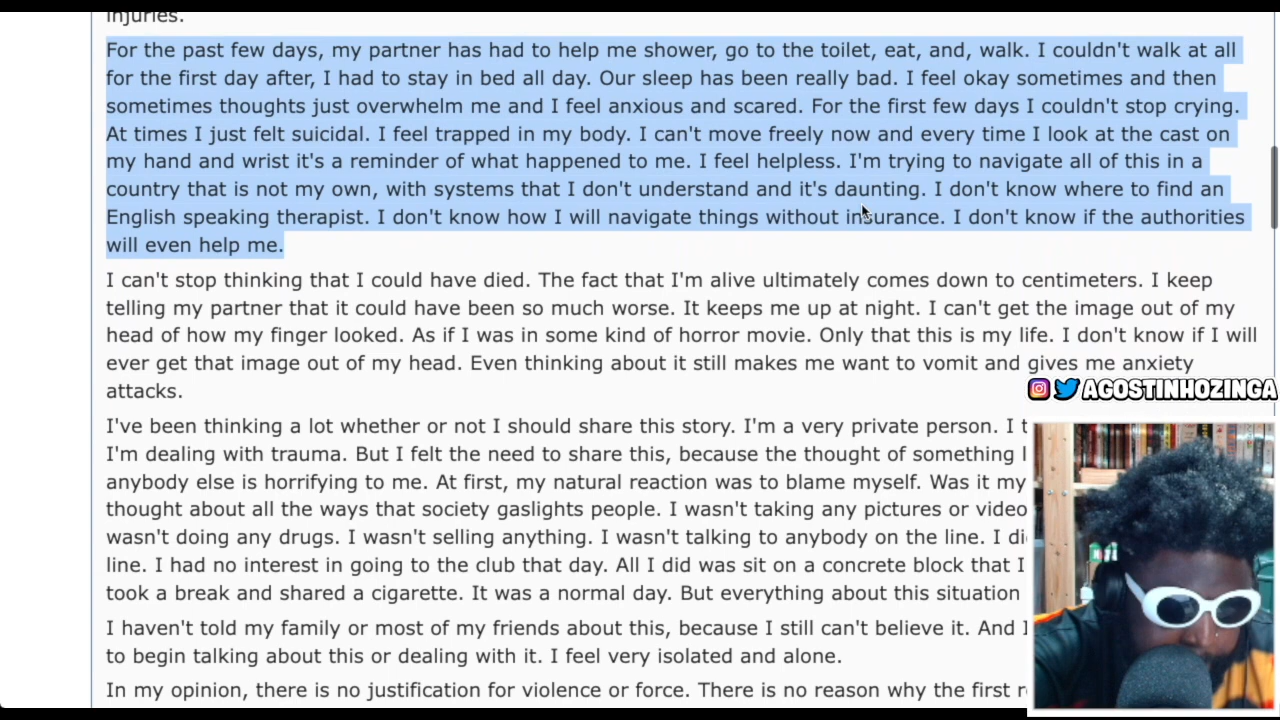 injuries.
For the past few days, my partner has had to help me shower, go to the toilet, eat, and, walk. I couldn't walk at all
for the first day after, I had to stay in bed all day. Our sleep has been really bad. I feel okay sometimes and then
sometimes thoughts just overwhelm me and I feel anxious and scared. For the first few days I couldn't stop crying.
At times I just felt suicidal. I feel trapped in my body. I can't move freely now and every time I look at the cast on
my hand and wrist it's a reminder of what happened to me. I feel helpless. I'm trying to navigate all of this in a
country that is not my own, with systems that I don't understand and it's daunting. I don't know where to find an
English speaking therapist. I don't know how I will navigate things without insurance. I don't know if the authorities
will even help me.
I can't stop thinking that I could have died. The fact that I'm alive ultimately comes down to centimeters. I keep
telling my partner that it could have been so much worse. It keeps me up at night. I can't get the image out of my
head of how my finger looked. As if I was in some kind of horror movie. Only that this is my life. I don't know if I will
ever get that image out of my head. Even thinking about it still makes me want to vomit and gives me anxiety
attacks.
AGOSTINHOZINGA
I've been thinking a lot whether or not I should share this story. I'm a very private person. I
I'm dealing with trauma. But I felt the need to share this, because the thought of something
anybody else is horrifying to me. At first, my natural reaction was to blame myself. Was it my
thought about all the ways that society gaslights people. I wasn't taking any pictures or video
wasn't doing any drugs. I wasn't selling anything. I wasn't talking to anybody on the line. I
line. I had no interest in going to the club that day. All I did was sit on a concrete block that I
took a break and shared a cigarette. It was a normal day. But everything about this situation
I haven't told my family or most of my friends about this, because I still can't believe it. And
to begin talking about this or dealing with it. I feel very isolated and alone.
In my opinion, there is no justification for violence or force. There is no reason why the first